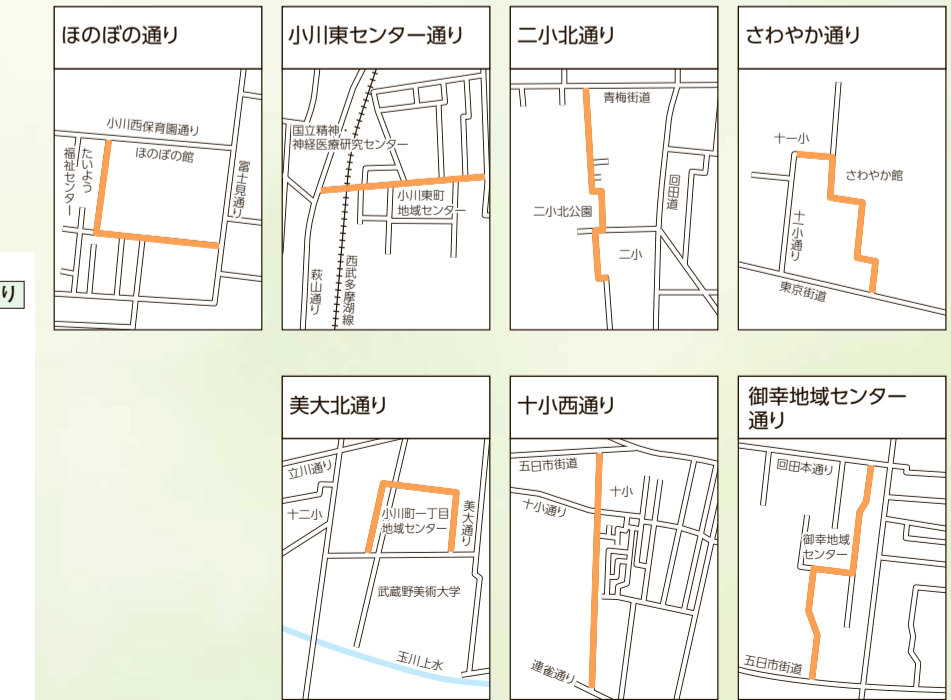 ほのぼの通り
小川西保育園通り
ほのぼの館
たいよう
福祉センター
富士見通り
小川東センター通り
国立精神・
神経医療研究センター
小川東町
地域センター
萩山通り
西武多摩湖線
二小北通り
青梅街道
回田道
二小北公園
二小
さわやか通り
十一小
さわやか館
十一小通り
東京街道
り
美大北通り
立川通り
十二小
小川町一丁目
地域センター
美大通り
武蔵野美術大学
玉川上水
十小西通り
五日市街道
十小
十小通り
連雀通り
御幸地域センター
通り
回田本通り
御幸地域
センター
五日市街道